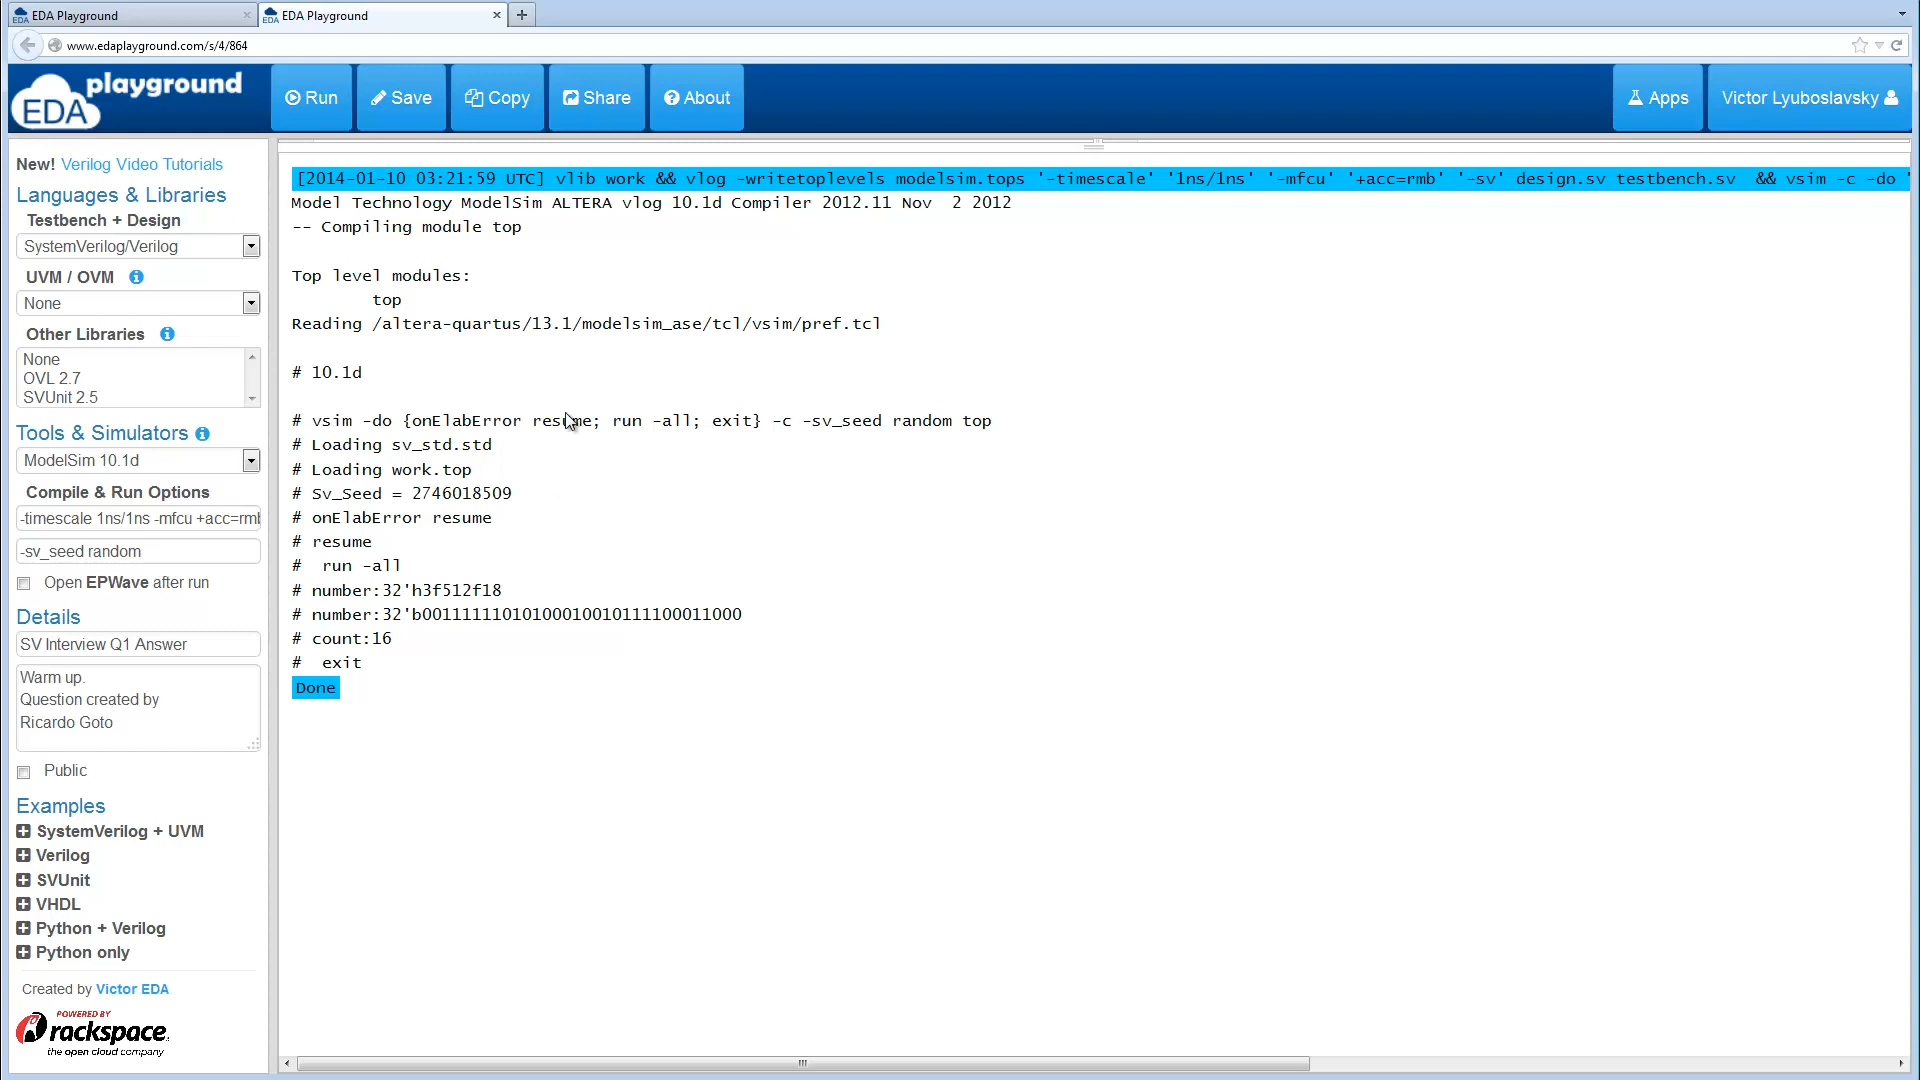 EDA Playground
EDA Playground
www.edaplayground.com/s/4/864
EDA playground
Run
Save
Copy
Share
About
Apps
Victor Lyuboslavsky
New! Verilog Video Tutorials
Languages & Libraries
Testbench + Design
SystemVerilog/Verilog
UVM / OVM
None
Other Libraries
None
OVL 2.7
SVUnit 2.5
Tools & Simulators
ModelSim 10.1d
Compile & Run Options
-timescale 1ns/1ns -mfcu +acc=rmb
-sv_seed random
Open EPWave after run
Details
SV Interview Q1 Answer
Warm up.
Question created by
Ricardo Goto
Public
Examples
SystemVerilog + UVM
Verilog
SVUnit
VHDL
Python + Verilog
Python only
Created by Victor EDA
POWERED BY
rackspace.
the open cloud company
[2014-01-10 03:21:59 UTC] vlib work && vlog -writetoplevels modelsim.tops '-timescale' '1ns/1ns' '-mfcu' '+acc=rmb' '-sv' design.sv testbench.sv && vsim -c -do '
Model Technology ModelSim ALTERA vlog 10.1d Compiler 2012.11 Nov 2 2012
-- Compiling module top
Top level modules:
top
Reading /altera-quartus/13.1/modelsim_ase/tcl/vsim/pref.tcl
# 10.1d
# vsim -do {onElabError resume; run -all; exit} -c -sv_seed random top
# Loading sv_std.std
# Loading work.top
# Sv_Seed = 2746018509
# onElabError resume
# resume
# run -all
# number:32'h3f512f18
# number:32'b00111111010100010010111100011000
# count:16
# exit
Done